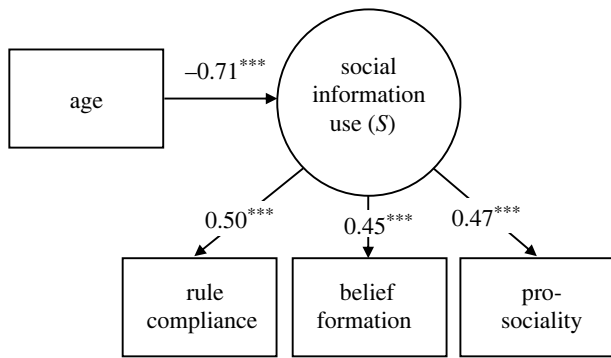 –0.71***
age
social
information
use (S)
0.50***
0.45***
0.47***
rule
compliance
belief
formation
pro-
sociality